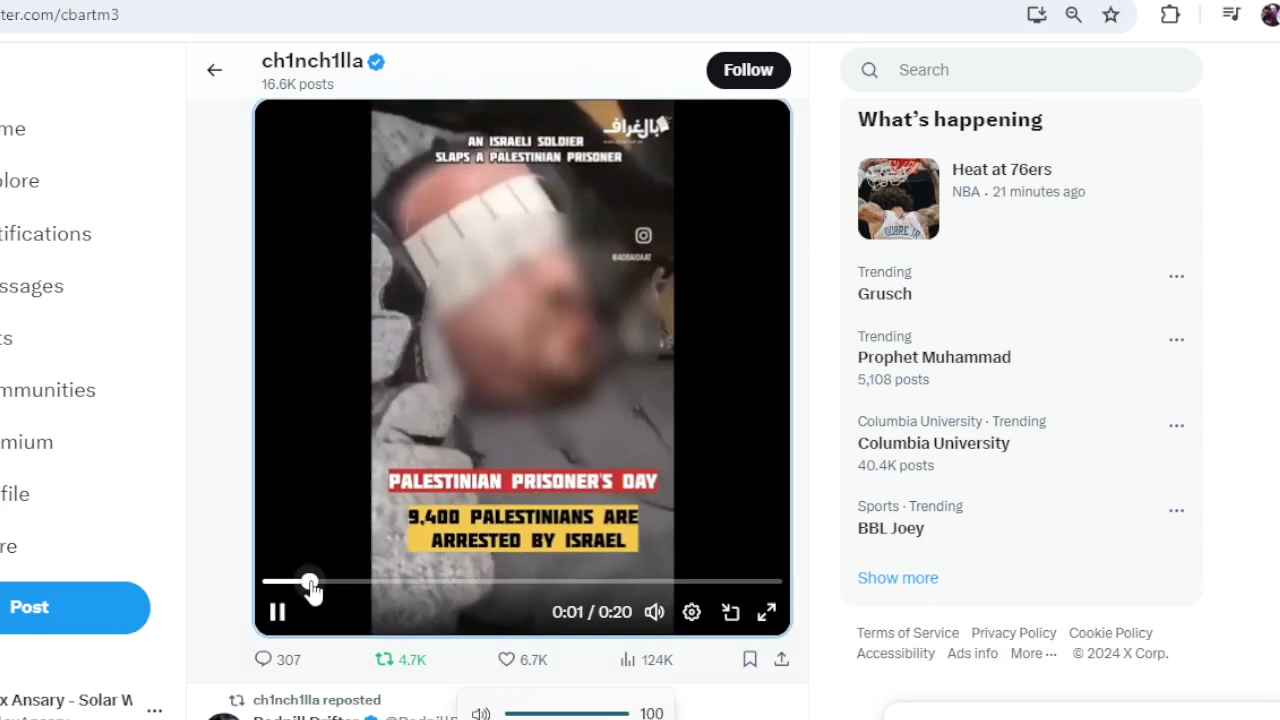 ter.com/cbartm3
ch1nch1lla
16.6K posts
Follow
Search
me
plore
tifications
ssages
ts
mmunities
mium
file
re
Post
x Ansary - Solar W
بالغراف
AN ISRAELI SOLDIER
SLAPS A PALESTINIAN PRISONER
PALESTINIAN PRISONER'S DAY
9,400 PALESTINIANS ARE
ARRESTED BY ISRAEL
0:01 / 0:20
307
4.7K
6.7K
124K
ch1nch1lla reposted
100
What's happening
Heat at 76ers
NBA · 21 minutes ago
Trending
Grusch
Trending
Prophet Muhammad
5,108 posts
Columbia University · Trending
Columbia University
40.4K posts
Sports · Trending
BBL Joey
Show more
Terms of Service Privacy Policy Cookie Policy
Accessibility Ads info More ··· © 2024 X Corp.